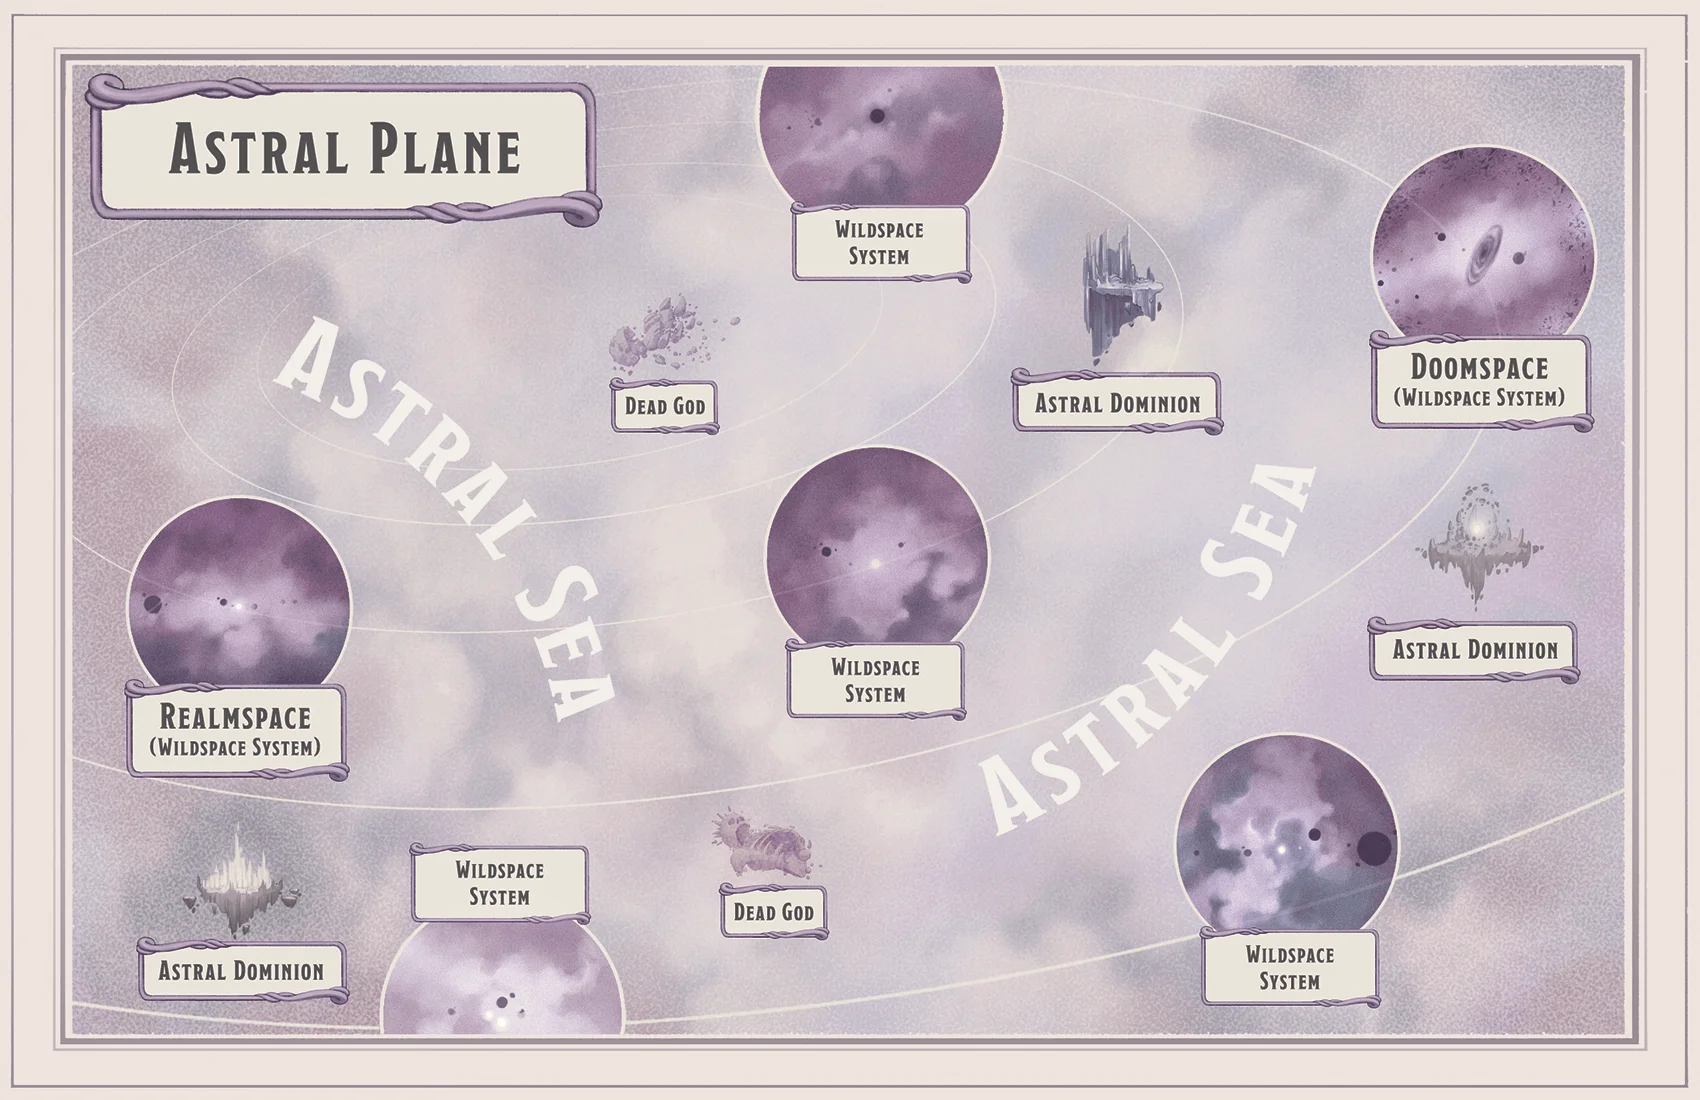 Astral Plane
Wildspace
System
Doomspace
(Wildspace System)
Dead God
Astral Dominion
Astral Sea
Wildspace
System
Astral Sea
Astral Dominion
Realmspace
(Wildspace System)
Wildspace
System
Dead God
Astral Dominion
Wildspace
System